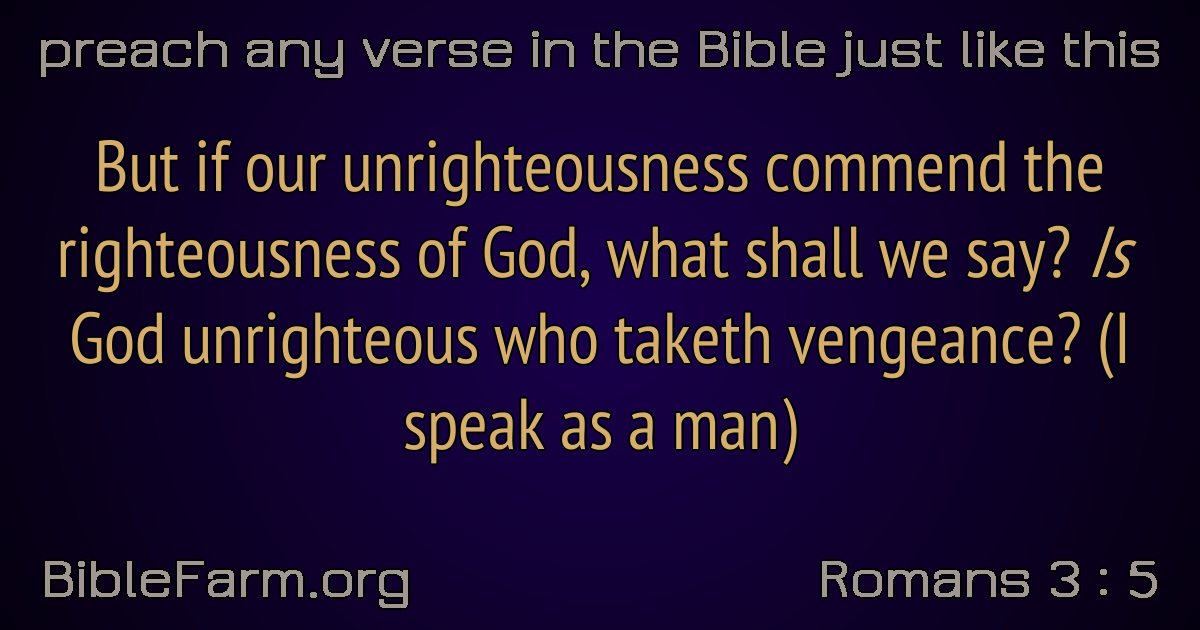 preach any verse in the Bible just like this
But if our unrighteousness commend the
righteousness of God, what shall we say? Is
God unrighteous who taketh vengeance? (I
speak as a man)
BibleFarm.org
Romans 3 : 5